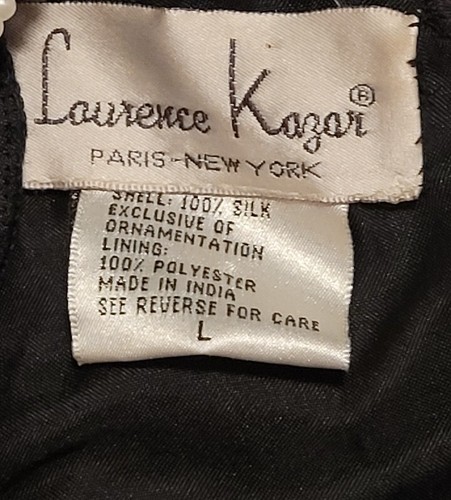 Laurence Kazar®
PARIS-NEW YORK
SHELL: 100% SILK
EXCLUSIVE OF
ORNAMENTATION
LINING:
100% POLYESTER
MADE IN INDIA
SEE REVERSE FOR CARE
L